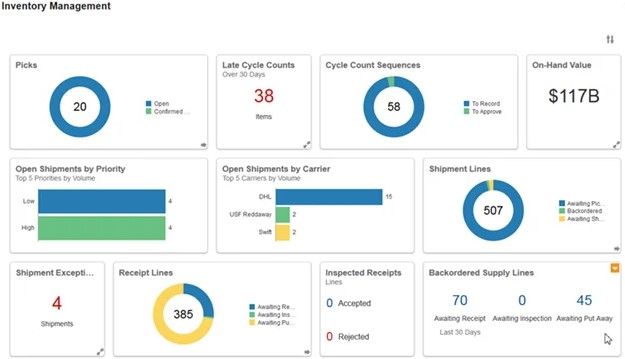 Inventory Management
Picks
20
Open
Confirmed...
Late Cycle Counts
Over 30 Days
38
Items
Cycle Count Sequences
58
To Record
To Approve
On-Hand Value
$117B
Open Shipments by Priority
Top 5 Priorities by Volume
Low 4
High 4
Open Shipments by Carrier
Top 5 Carriers by Volume
DHL 15
USF Reddaway 2
Swift 2
Shipment Lines
507
Awaiting Pic...
Backordered
Awaiting Sh...
Shipment Excepti...
4
Shipments
Receipt Lines
385
Awaiting Re...
Awaiting Ins...
Awaiting Pu...
Inspected Receipts
Lines
0 Accepted
0 Rejected
Backordered Supply Lines
70 0 45
Awaiting Receipt Awaiting Inspection Awaiting Put Away
Last 30 Days